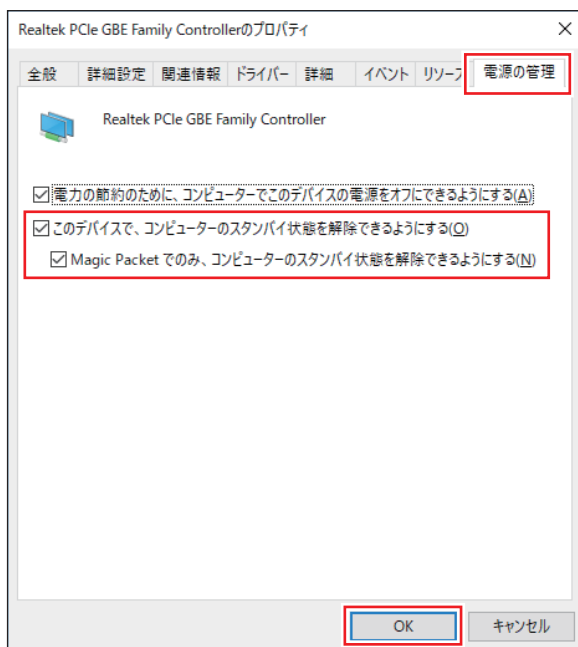 Realtek PCIe GBE Family Controllerのプロパティ
全般 詳細設定 関連情報 ドライバー 詳細 イベント リソース 電源の管理
Realtek PCIe GBE Family Controller
電力の節約のために、コンピューターでこのデバイスの電源をオフにできるようにする(A)
このデバイスで、コンピューターのスタンバイ状態を解除できるようにする(O)
Magic Packet でのみ、コンピューターのスタンバイ状態を解除できるようにする(N)
OK キャンセル